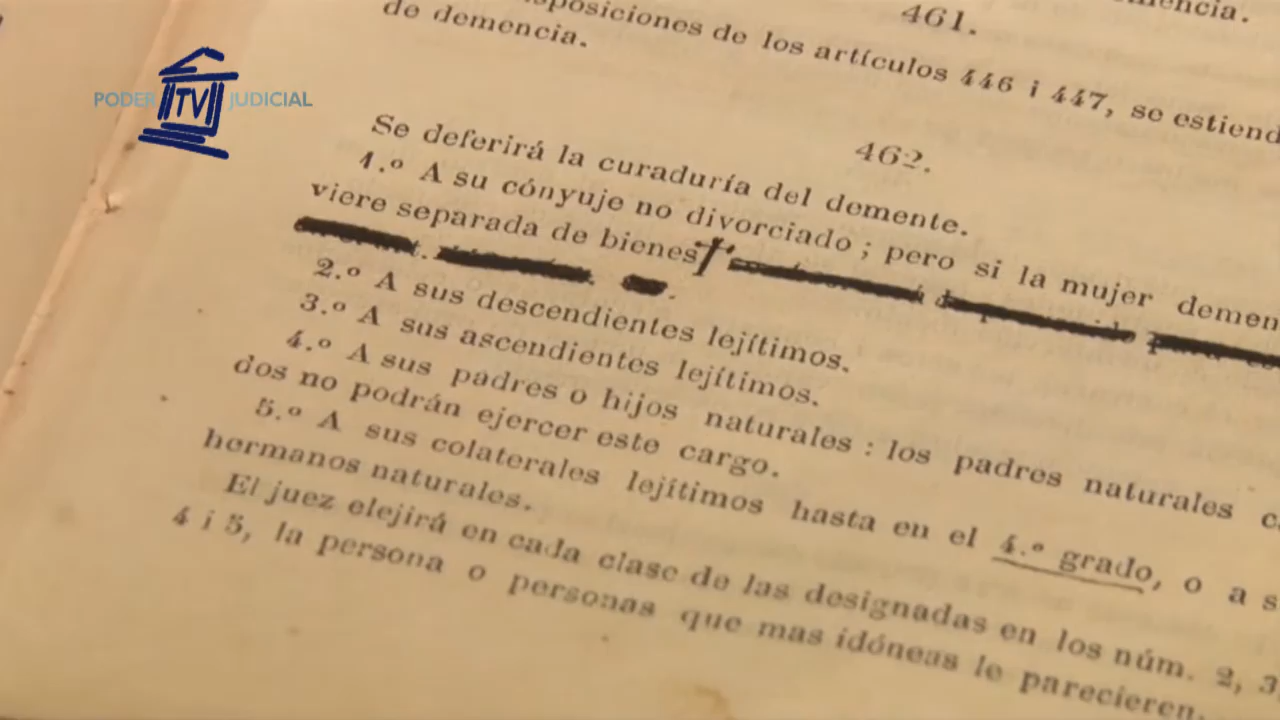 PODER TV JUDICIAL
461.
disposiciones de los artículos 446 i 447, se estiend
de demencia.
462.
Se deferirá la curaduría del demente.
1.º A su cónyuje no divorciado ; pero si la mujer demen
viere separada de bienes
2.º A sus descendientes lejítimos.
3.º A sus ascendientes lejítimos.
4.º A sus padres o hijos naturales : los padres naturales c
dos no podrán ejercer este cargo.
5.º A sus colaterales lejítimos hasta en el 4.º grado, o a s
hermanos naturales.
El juez elejirá en cada clase de las designadas en los núm. 2, 3
4 i 5, la persona o personas que mas idóneas le parecieren.